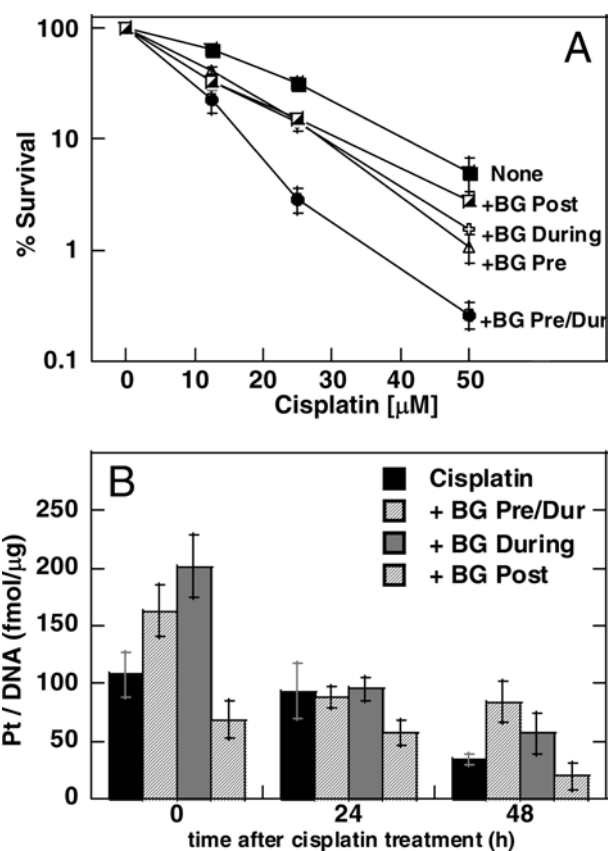 A
% Survival
100
10
1
0.1
None
+BG Post
+BG During
+BG Pre
+BG Pre/Dur
0 10 20 30 40 50
Cisplatin [µM]
B
Cisplatin
+ BG Pre/Dur
+ BG During
+ BG Post
Pt / DNA (fmol/µg)
250
200
150
100
50
0
0 24 48
time after cisplatin treatment (h)